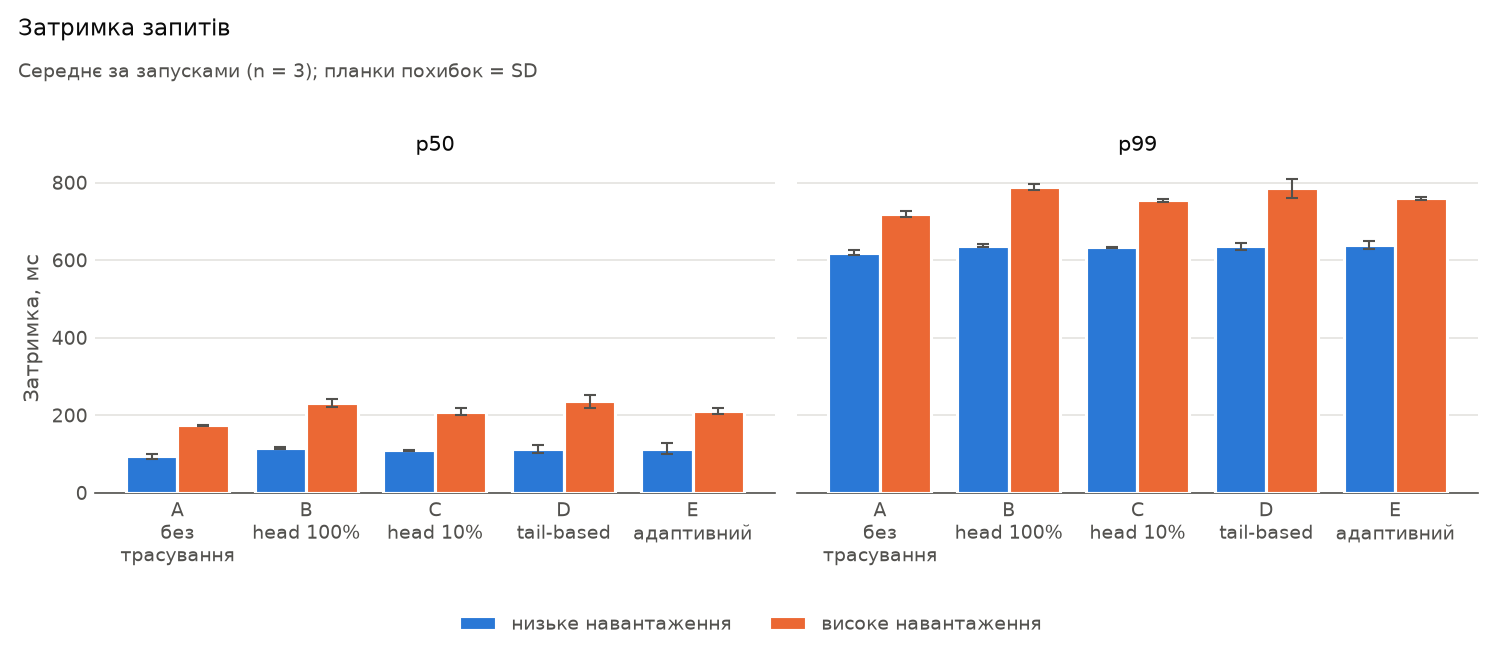 Затримка запитів
Середнє за запусками (n = 3); планки похибок = SD
p50
p99
Затримка, мс
800
600
400
200
0
A
без
трасування
B
head 100%
C
head 10%
D
tail-based
E
адаптивний
A
без
трасування
B
head 100%
C
head 10%
D
tail-based
E
адаптивний
низьке навантаження
високе навантаження